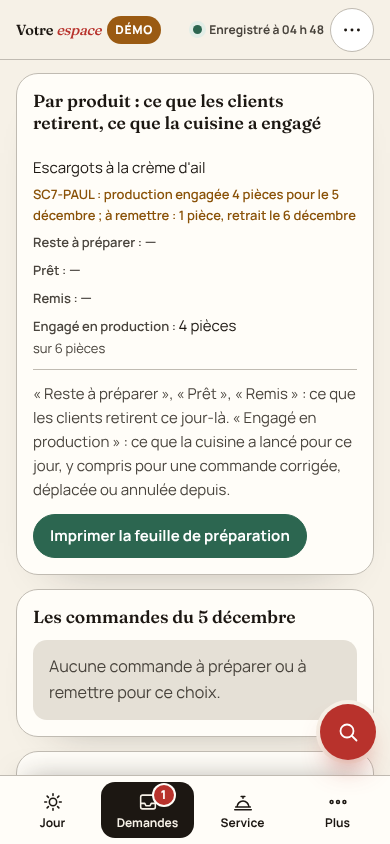 Votre espace DÉMO
Enregistré à 04 h 48
Par produit : ce que les clients
retirent, ce que la cuisine a engagé
Escargots à la crème d'ail
SC7-PAUL : production engagée 4 pièces pour le 5
décembre ; à remettre : 1 pièce, retrait le 6 décembre
Reste à préparer : —
Prêt : —
Remis : —
Engagé en production : 4 pièces
sur 6 pièces
« Reste à préparer », « Prêt », « Remis » : ce que
les clients retirent ce jour-là. « Engagé en
production » : ce que la cuisine a lancé pour ce
jour, y compris pour une commande corrigée,
déplacée ou annulée depuis.
Imprimer la feuille de préparation
Les commandes du 5 décembre
Aucune commande à préparer ou à
remettre pour ce choix.
1
Jour
Demandes
Service
Plus